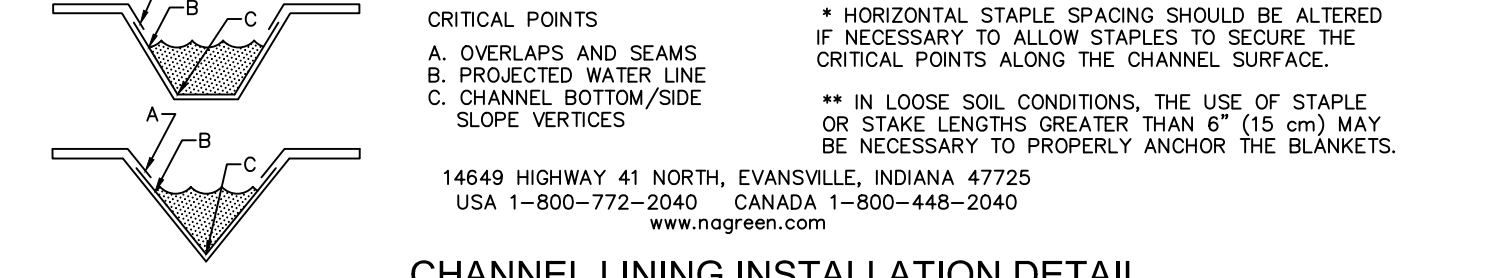 B
C
A
B
C
CRITICAL POINTS
A. OVERLAPS AND SEAMS
B. PROJECTED WATER LINE
C. CHANNEL BOTTOM/SIDE
SLOPE VERTICES
* HORIZONTAL STAPLE SPACING SHOULD BE ALTERED
IF NECESSARY TO ALLOW STAPLES TO SECURE THE
CRITICAL POINTS ALONG THE CHANNEL SURFACE.
** IN LOOSE SOIL CONDITIONS, THE USE OF STAPLE
OR STAKE LENGTHS GREATER THAN 6" (15 cm) MAY
BE NECESSARY TO PROPERLY ANCHOR THE BLANKETS.
14649 HIGHWAY 41 NORTH, EVANSVILLE, INDIANA 47725
USA 1-800-772-2040 CANADA 1-800-448-2040
www.nagreen.com
CHANNEL LINING INSTALLATION DETAIL